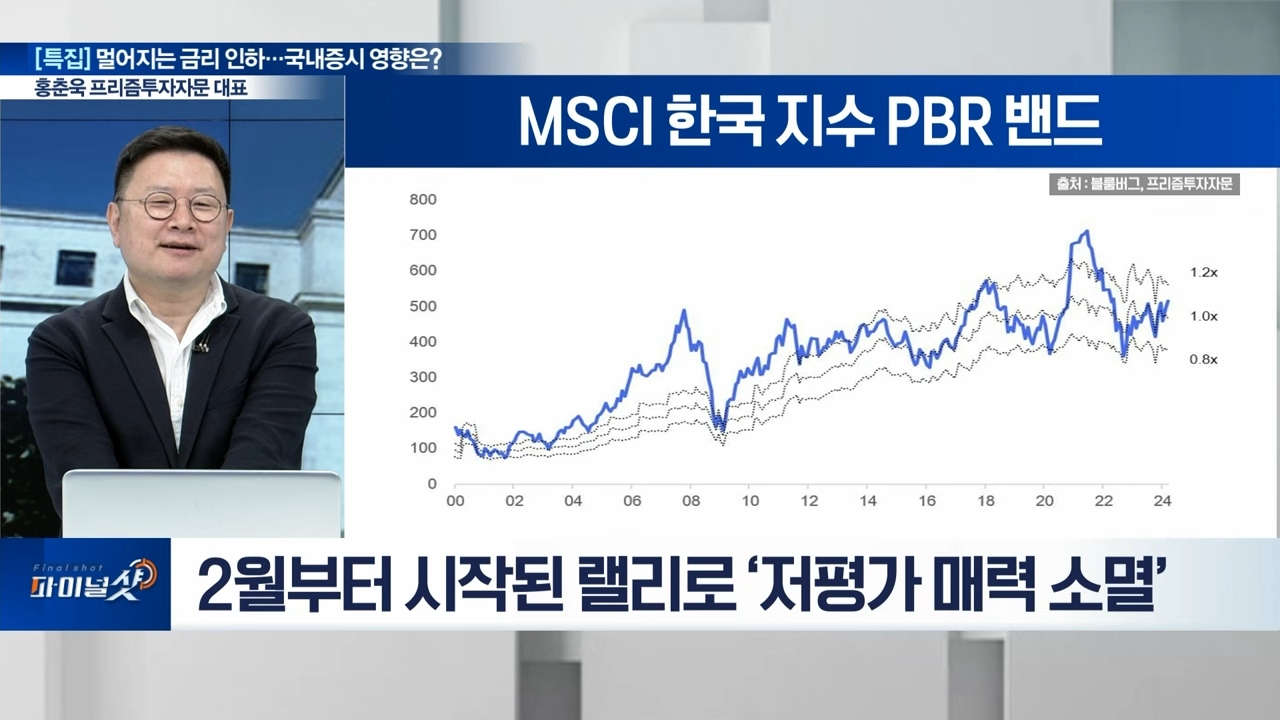 [특집] 멀어지는 금리 인하…국내증시 영향은?
홍춘욱 프리즘투자자문 대표
MSCI 한국 지수 PBR 밴드
출처 : 블룸버그, 프리즘투자자문
800
700
600
500
400
300
200
100
0
1.2x
1.0x
0.8x
00 02 04 06 08 10 12 14 16 18 20 22 24
Final shot
파이널샷
2월부터 시작된 랠리로 ‘저평가 매력 소멸’